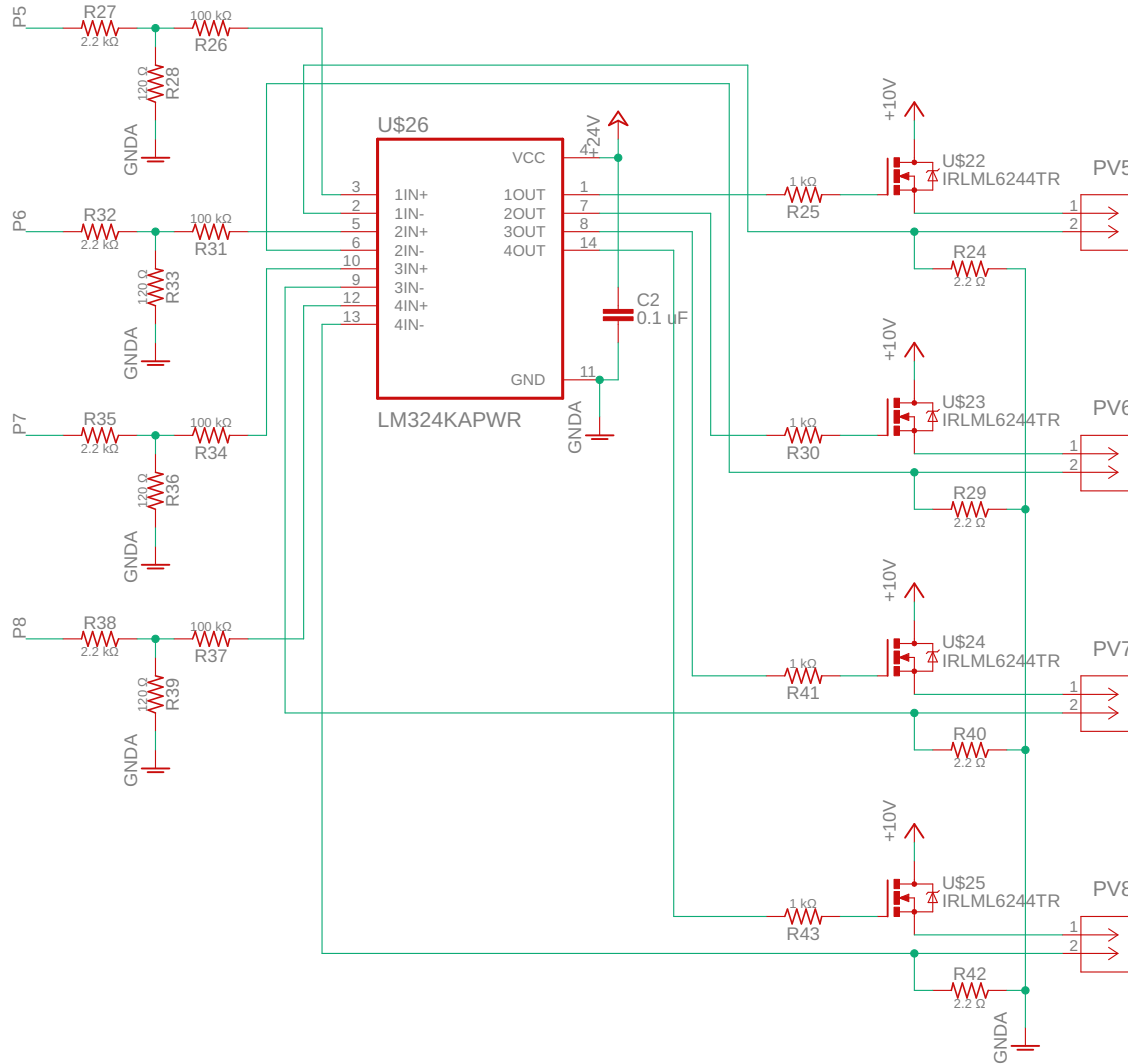 P5
R27
2.2 kΩ
100 kΩ
R26
120 Ω
R28
GNDA
P6
R32
2.2 kΩ
100 kΩ
R31
120 Ω
R33
GNDA
P7
R35
2.2 kΩ
100 kΩ
R34
120 Ω
R36
GNDA
P8
R38
2.2 kΩ
100 kΩ
R37
120 Ω
R39
GNDA
U$26
VCC
4
+24V
3
1IN+
1OUT
1
2
1IN-
2OUT
7
5
2IN+
3OUT
8
6
2IN-
4OUT
14
10
3IN+
9
3IN-
12
4IN+
13
4IN-
GND
11
LM324KAPWR
C2
0.1 uF
GNDA
+10V
U$22
IRLML6244TR
1 kΩ
R25
PV5
1
2
R24
2.2 Ω
+10V
U$23
IRLML6244TR
1 kΩ
R30
PV6
1
2
R29
2.2 Ω
+10V
U$24
IRLML6244TR
1 kΩ
R41
PV7
1
2
R40
2.2 Ω
+10V
U$25
IRLML6244TR
1 kΩ
R43
PV8
1
2
R42
2.2 Ω
GNDA